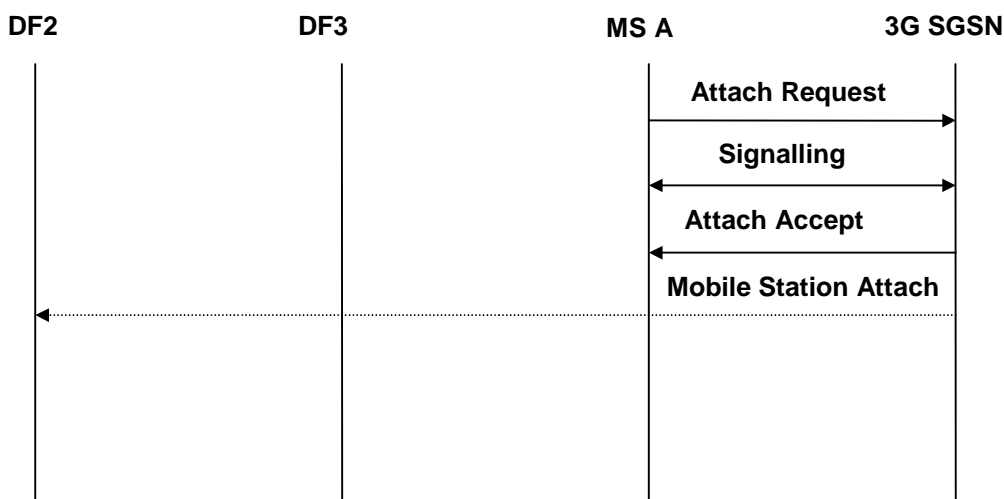 DF2 DF3 MS A 3G SGSN
Attach Request
Signalling
Attach Accept
Mobile Station Attach